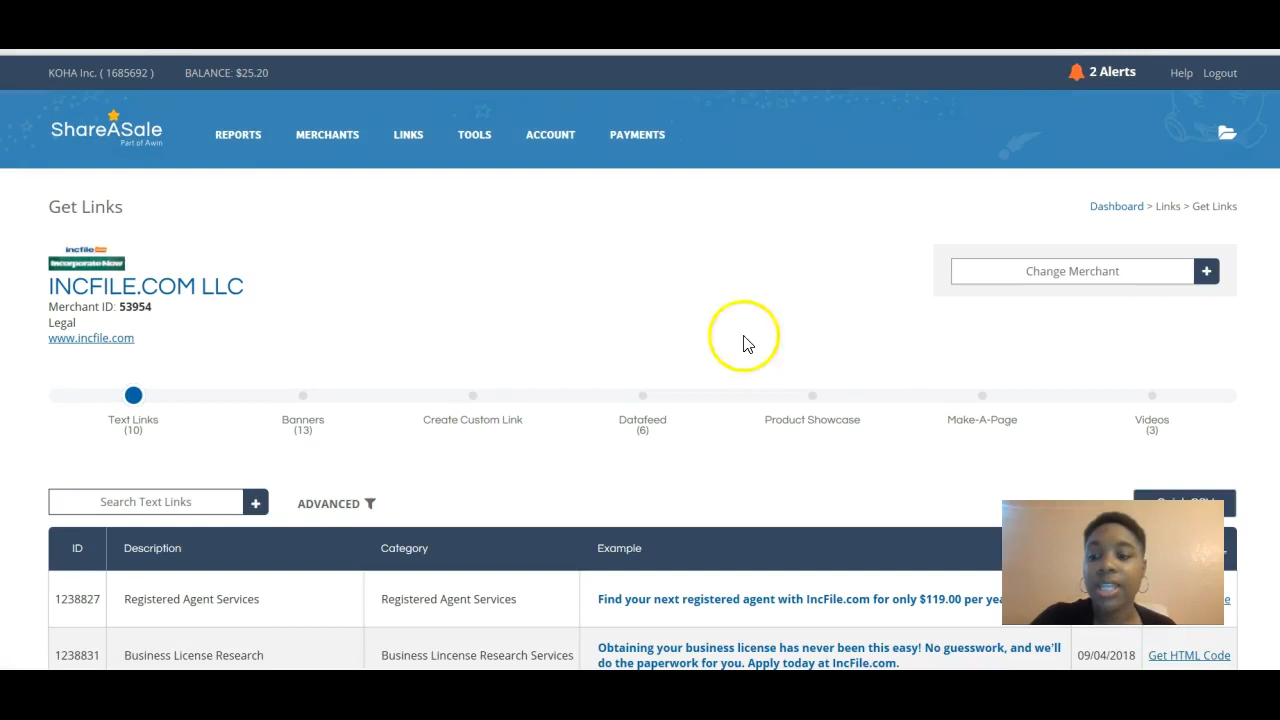 KOHA Inc. ( 1685692 ) BALANCE: $25.20 2 Alerts Help Logout
ShareASale
Part of Awin
REPORTS MERCHANTS LINKS TOOLS ACCOUNT PAYMENTS
Get Links
Dashboard > Links > Get Links
incfile
Incorporate Now
INCFILE.COM LLC
Change Merchant +
Merchant ID: 53954
Legal
www.incfile.com
Text Links Banners Create Custom Link Datafeed Product Showcase Make-A-Page Videos
(10) (13) (6) (3)
Search Text Links + ADVANCED
ID Description Category Example
1238827 Registered Agent Services Registered Agent Services Find your next registered agent with IncFile.com for only $119.00 per
1238831 Business License Research Business Lincense Research Services Obtaining your business license has never been this easy! No guesswork, and we'll
do the paperwork for you. Apply today at IncFile.com. 09/04/2018 Get HTML Code